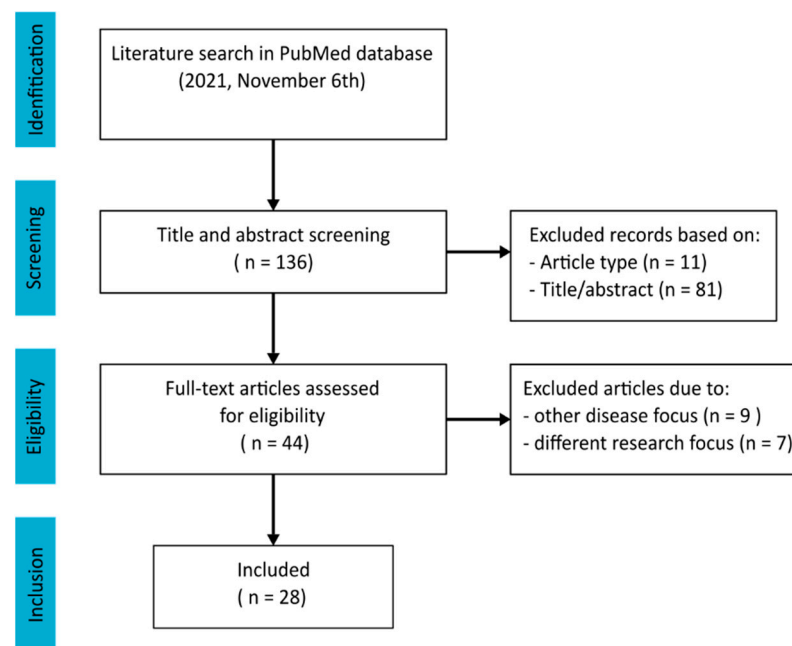 Idenfitication
Literature search in PubMed database
(2021, November 6th)
Screening
Title and abstract screening
( n = 136)
Excluded records based on:
- Article type (n = 11)
- Title/abstract (n = 81)
Eligibility
Full-text articles assessed
for eligibility
( n = 44)
Excluded articles due to:
- other disease focus (n = 9 )
- different research focus (n = 7)
Inclusion
Included
( n = 28)